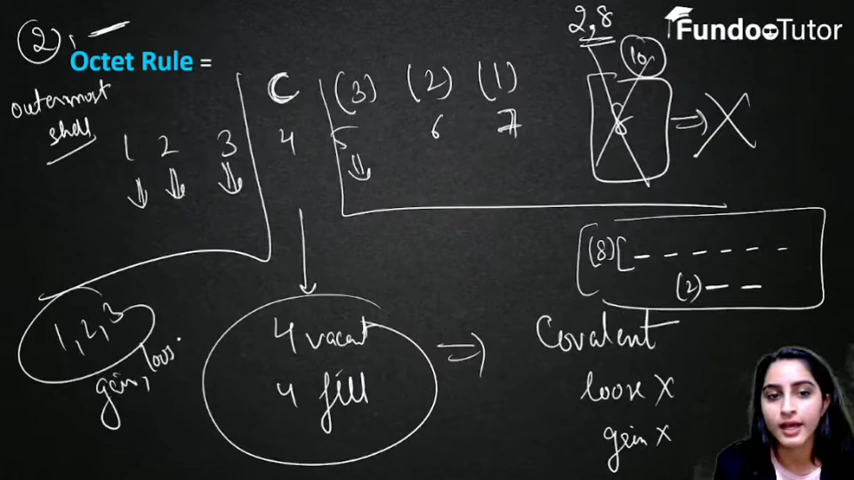 2
2,8
FundooTutor
Octet Rule =
10
outermost
shell
C (3) (2) (1)
1 2 3 4 5 6 7
8
X
(8)
(2)
1, 2, 3
gain, loss
4 vacant
4 fill
Covalent
loose X
gain X